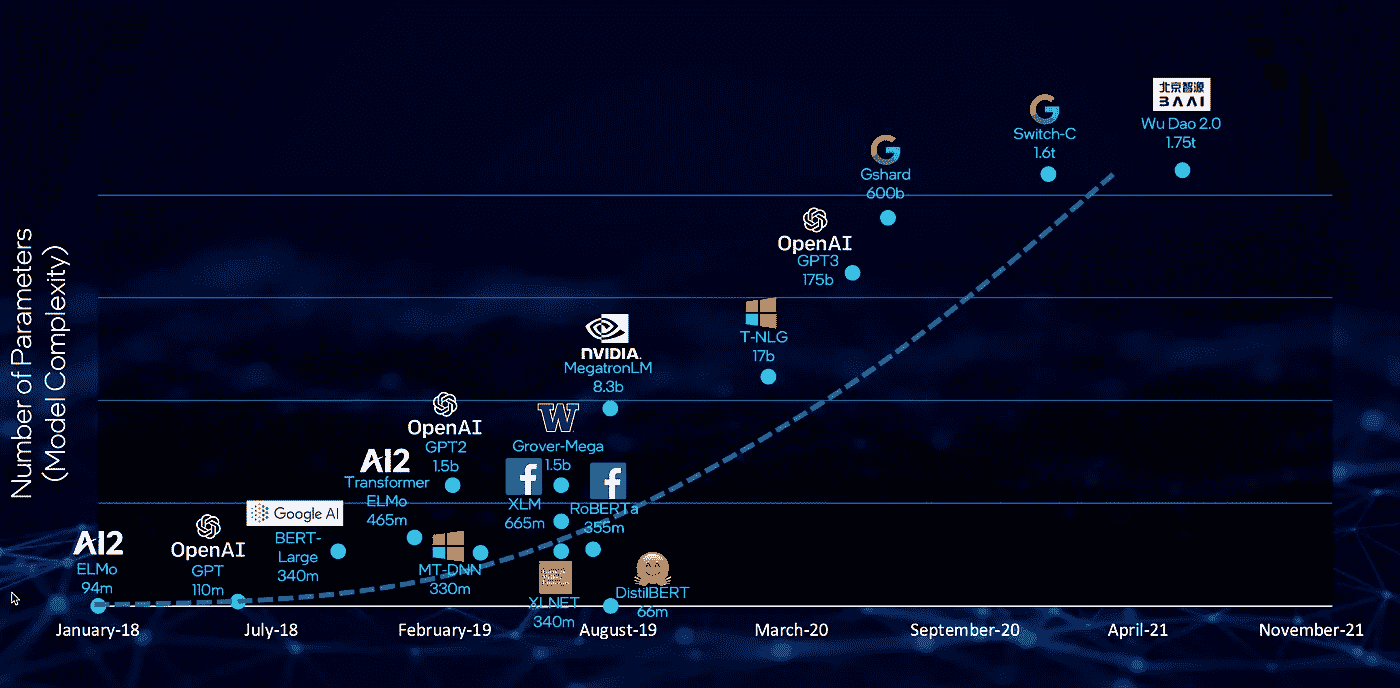 Number of Parameters
(Model Complexity)
AI2
ELMo
94m
OpenAI
GPT
110m
Google AI
BERT-
Large
340m
AI2
Transformer
ELMo
465m
OpenAI
GPT2
1.5b
MT-DNN
330m
W
Grover-Mega
1.5b
f
XLM
665m
f
RoBERTa
355m
XLNET
340m
DistilBERT
66m
NVIDIA.
MegatronLM
8.3b
T-NLG
17b
OpenAI
GPT3
175b
G
Gshard
600b
G
Switch-C
1.6t
北京智源
BAAI
Wu Dao 2.0
1.75t
January-18
July-18
February-19
August-19
March-20
September-20
April-21
November-21